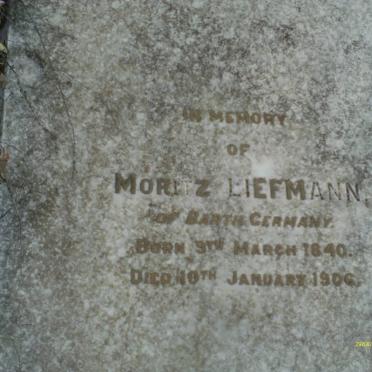 IN MEMORY
OF
MORITZ LIEFMANN,
OF BARTH GERMANY.
BORN 9TH MARCH 1840.
DIED 10TH JANUARY 1906.